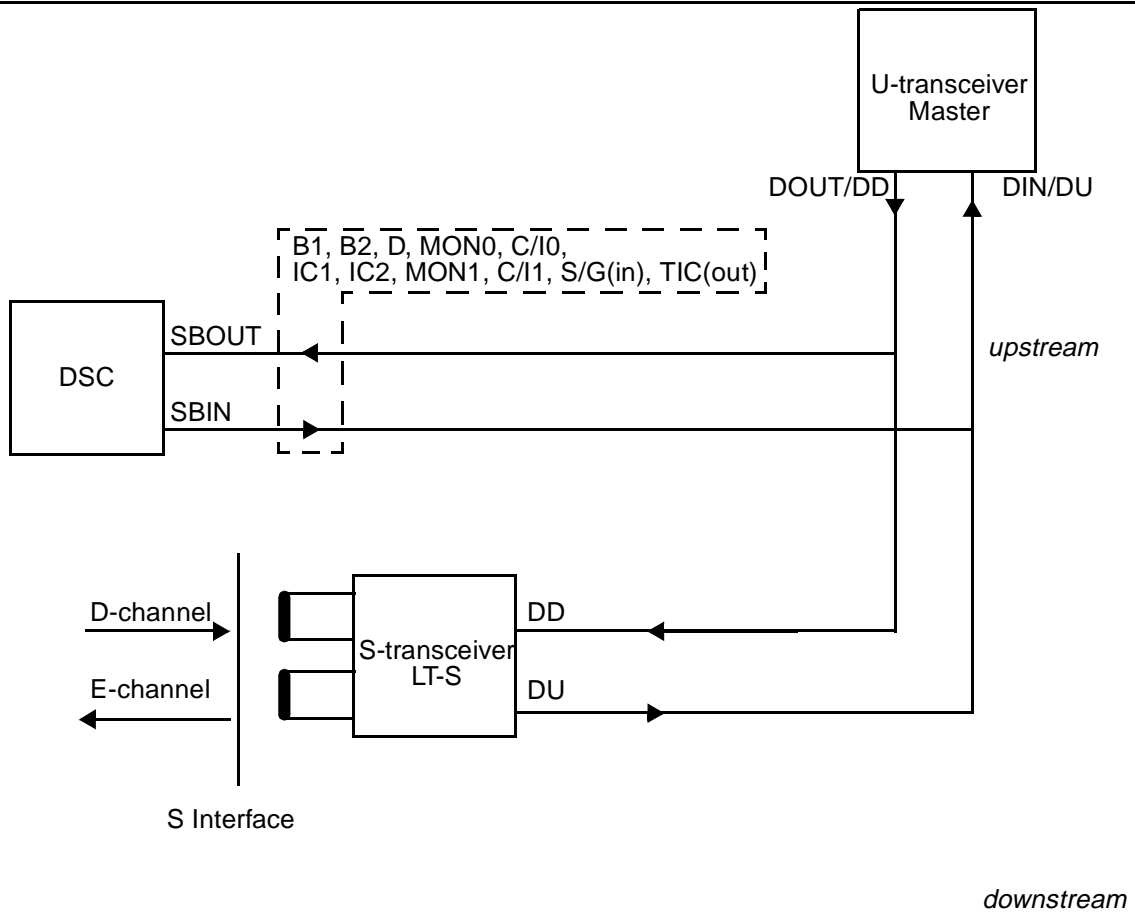 U-transceiver
Master
DOUT/DD
DIN/DU
B1, B2, D, MON0, C/I0,
IC1, IC2, MON1, C/I1, S/G(in), TIC(out)
SBOUT
upstream
DSC
SBIN
D-channel
DD
S-transceiver
LT-S
E-channel
DU
S Interface
downstream